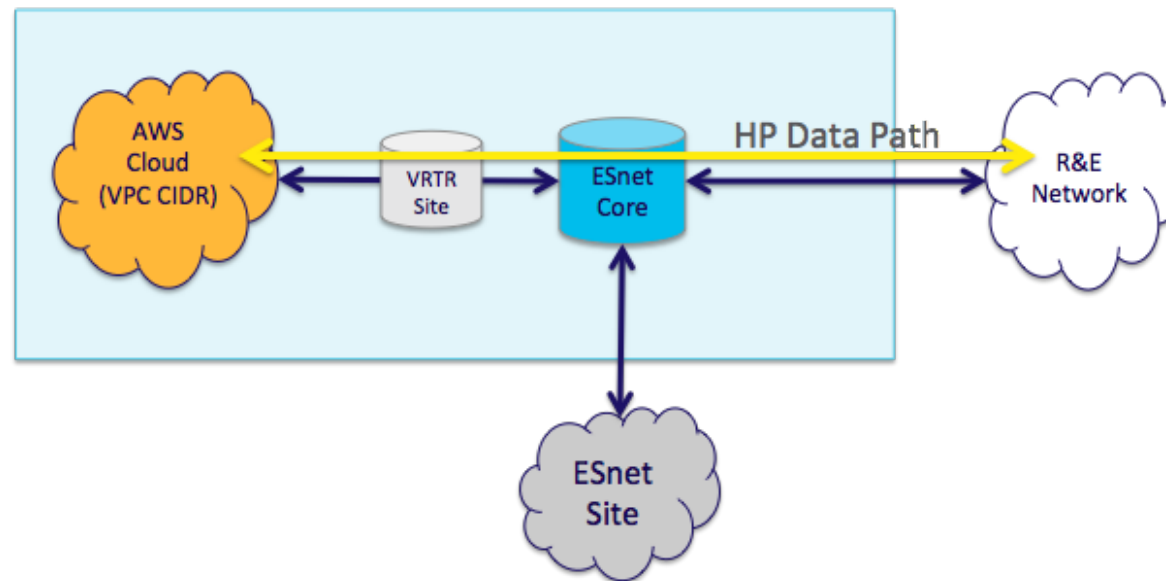 AWS
Cloud
(VPC CIDR)
VRTR
Site
ESnet
Core
HP Data Path
R&E
Network
ESnet
Site